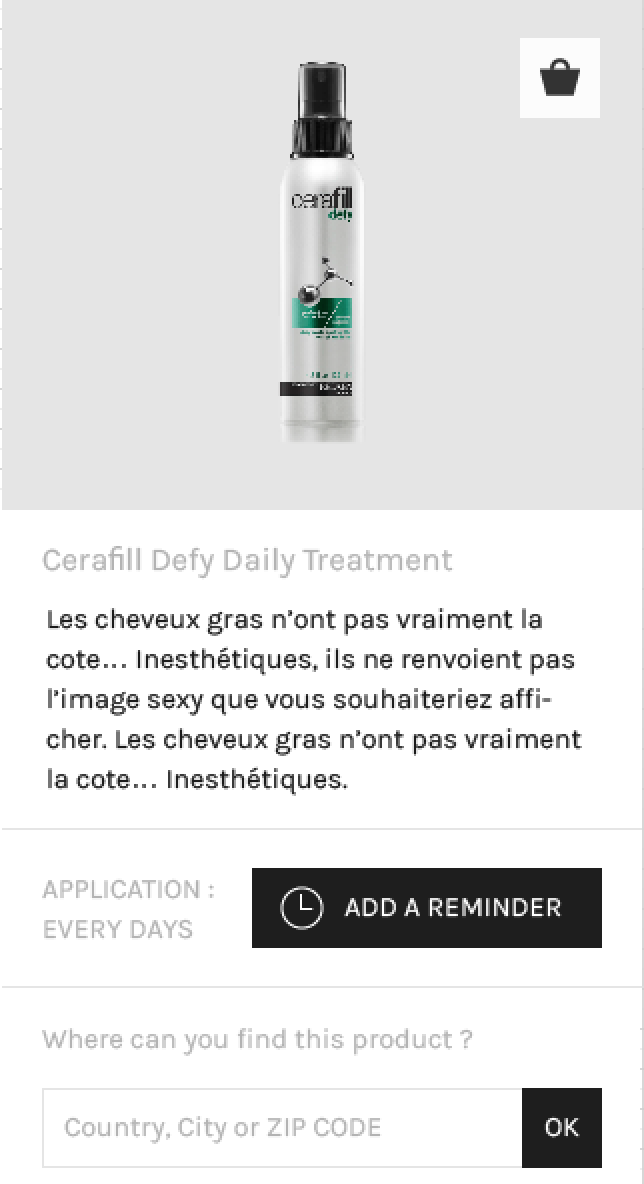 cerafill
defy
Cerafill Defy Daily Treatment
Les cheveux gras n’ont pas vraiment la
cote... Inesthétiques, ils ne renvoient pas
l’image sexy que vous souhaiteriez affi-
cher. Les cheveux gras n’ont pas vraiment
la cote... Inesthétiques.
APPLICATION :
EVERY DAYS
ADD A REMINDER
Where can you find this product ?
Country, City or ZIP CODE
OK